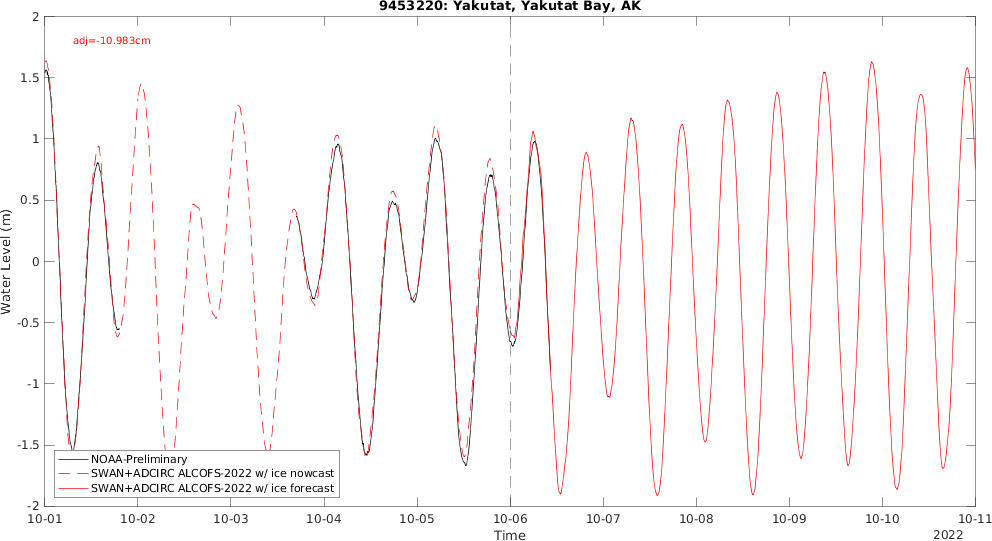 9453220: Yakutat, Yakutat Bay, AK
adj=-10.983cm
2
1.5
1
0.5
0
-0.5
-1
-1.5
-2
Water Level (m)
NOAA-Preliminary
SWAN+ADCIRC ALCOFS-2022 w/ ice nowcast
SWAN+ADCIRC ALCOFS-2022 w/ ice forecast
10-01 10-02 10-03 10-04 10-05 10-06 10-07 10-08 10-09 10-10 10-11
Time
2022